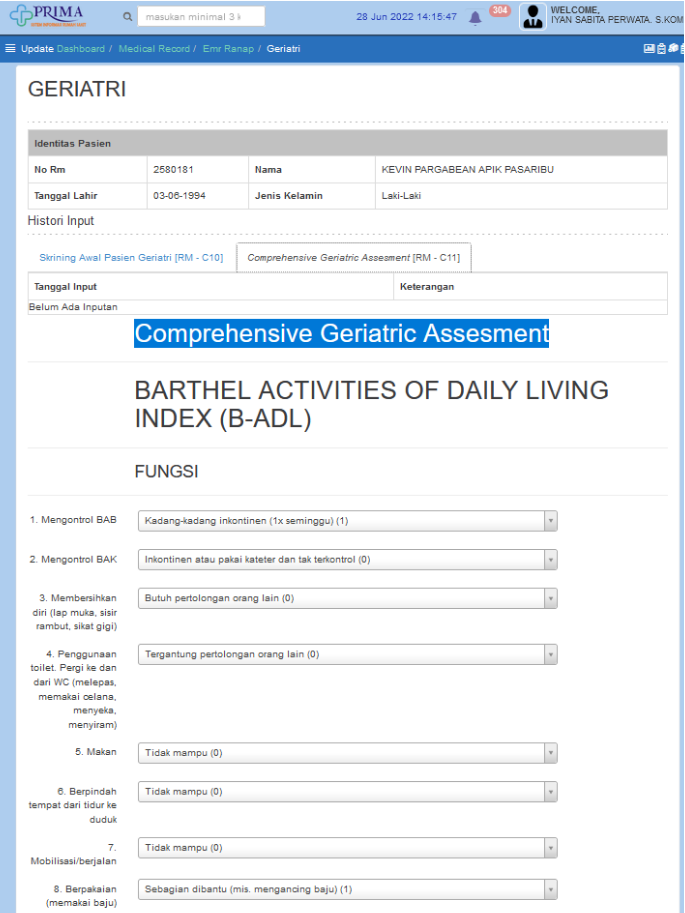 PRIMA
masukan minimal 3 k
28 Jun 2022 14:15:47
304
WELCOME,
IYAN SABITA PERWATA. S.KOM
Update Dashboard / Medical Record / Emr Ranap / Geriatri
GERIATRI
Identitas Pasien
No Rm 2580181 Nama KEVIN PARGABEAN APIK PASARIBU
Tanggal Lahir 03-06-1994 Jenis Kelamin Laki-Laki
Histori Input
Skrining Awal Pasien Geriatri [RM - C10] Comprehensive Geriatric Assesment [RM - C11]
Tanggal Input Keterangan
Belum Ada Inputan
Comprehensive Geriatric Assesment
BARTHEL ACTIVITIES OF DAILY LIVING
INDEX (B-ADL)
FUNGSI
1. Mengontrol BAB Kadang-kadang inkontinen (1x seminggu) (1)
2. Mengontrol BAK Inkontinen atau pakai kateter dan tak terkontrol (0)
3. Membersihkan Butuh pertolongan orang lain (0)
diri (lap muka, sisir
rambut, sikat gigi)
4. Penggunaan Tergantung pertolongan orang lain (0)
toilet. Pergi ke dan
dari WC (melepas,
memakai celana,
menyeka,
menyiram)
5. Makan Tidak mampu (0)
6. Berpindah Tidak mampu (0)
tempat dari tidur ke
duduk
7. Tidak mampu (0)
Mobilisasi/berjalan
8. Berpakaian Sebagian dibantu (mis. mengancing baju) (1)
(memakai baju)